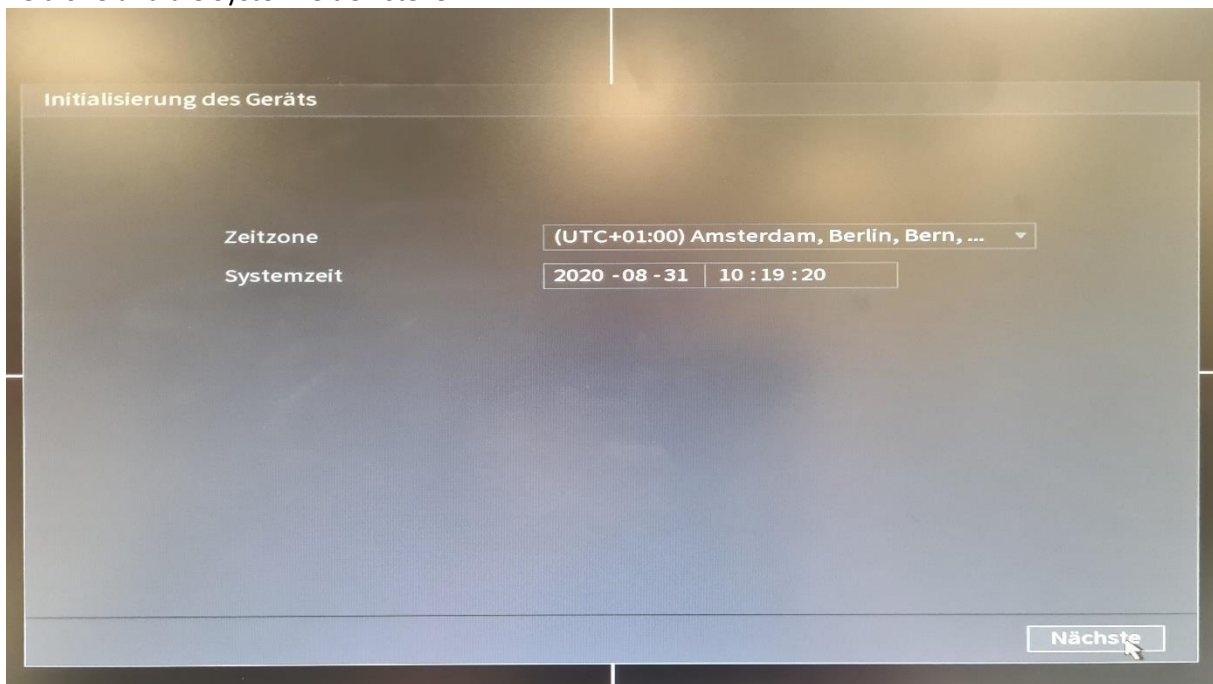 Initialisierung des Geräts
Zeitzone (UTC+01:00) Amsterdam, Berlin, Bern, ...
Systemzeit 2020 - 08 - 31 10 : 19 : 20
Nächste